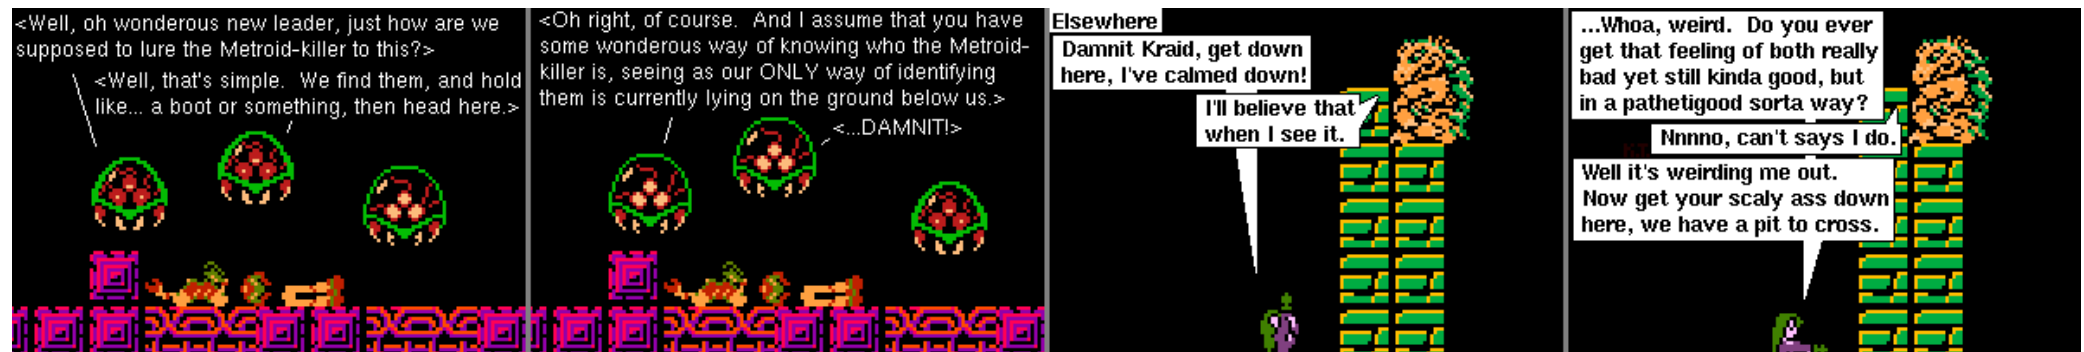 <Well, oh wonderous new leader, just how are we
supposed to lure the Metroid-killer to this?>
<Well, that's simple.  We find them, and hold
like... a boot or something, then head here.>
<Oh right, of course.  And I assume that you have
some wonderous way of knowing who the Metroid-
killer is, seeing as our ONLY way of identifying
them is currently lying on the ground below us.>
<...DAMNIT!>
Elsewhere
Damnit Kraid, get down
here, I've calmed down!
I'll believe that
when I see it.
...Whoa, weird.  Do you ever
get that feeling of both really
bad yet still kinda good, but
in a pathetigood sorta way?
Nnnno, can't says I do.
Well it's weirding me out.
Now get your scaly ass down
here, we have a pit to cross.